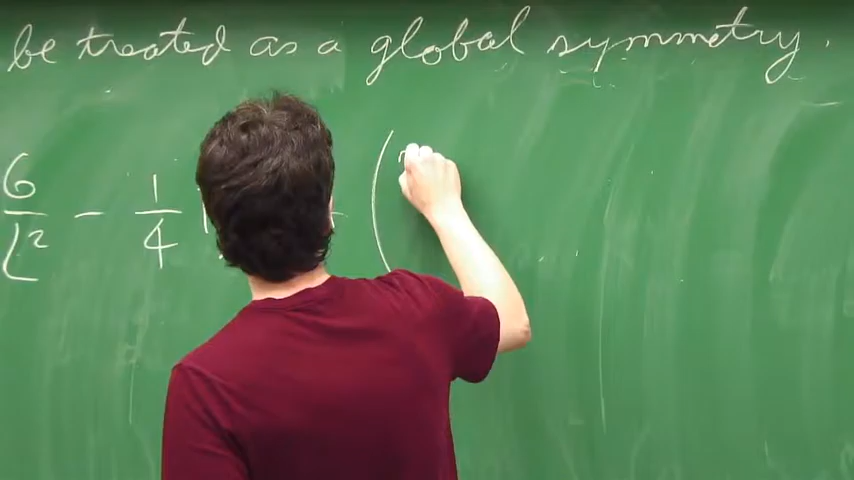 be treated as a global symmetry.
6/L² - 1/4 (